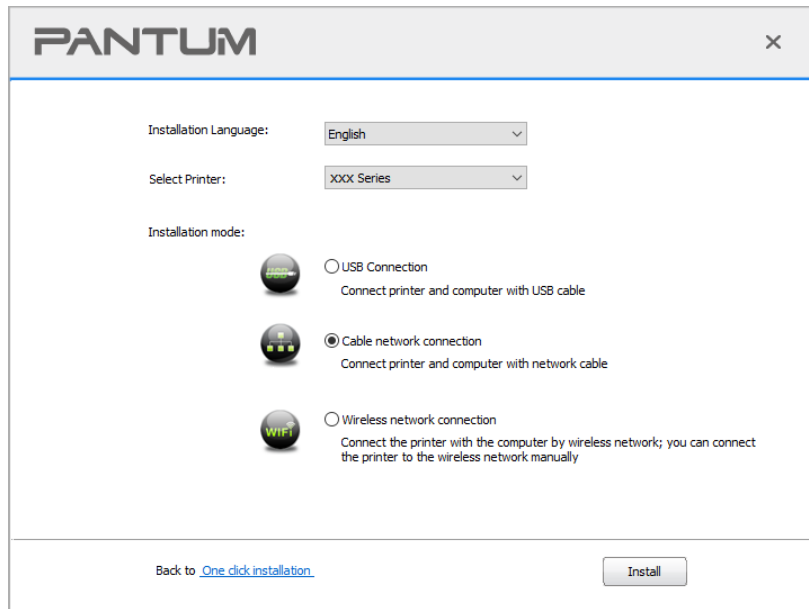 PANTUM
Installation Language:
English
Select Printer:
XXX Series
Installation mode:
USB
USB Connection
Connect printer and computer with USB cable
Cable network connection
Connect printer and computer with network cable
WiFi
Wireless network connection
Connect the printer with the computer by wireless network; you can connect
the printer to the wireless network manually
Back to One click installation
Install